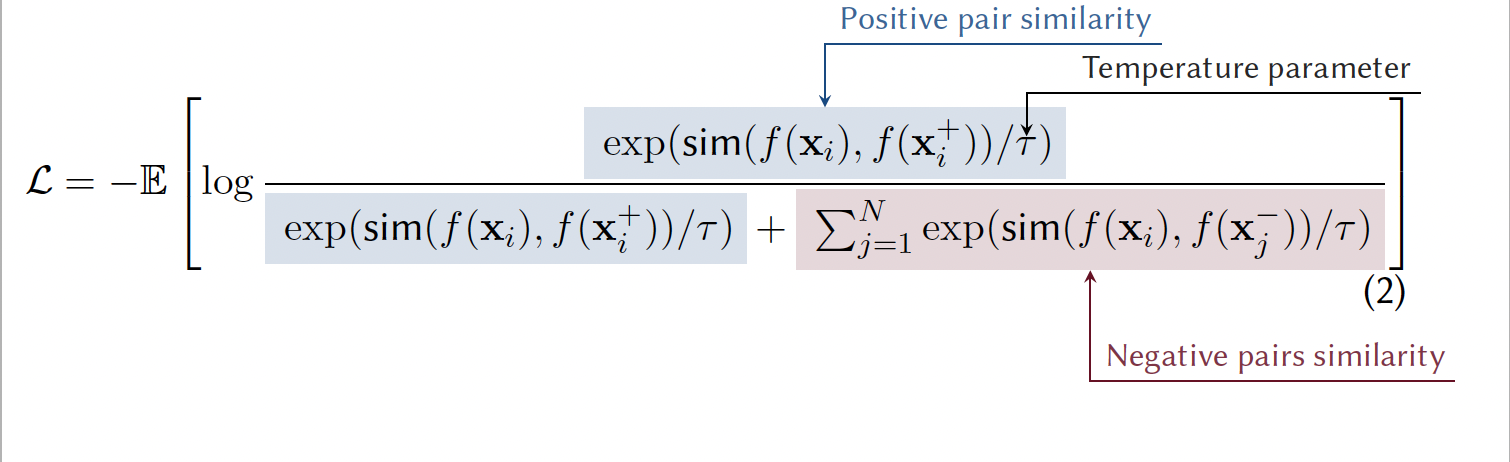 Positive pair similarity
Temperature parameter
exp(sim(f(𝐱ᵢ), f(𝐱ᵢ⁺))/τ)
ℒ = −𝔼 [log
exp(sim(f(𝐱ᵢ), f(𝐱ᵢ⁺))/τ) + ∑ⱼ₌₁ᴺ exp(sim(f(𝐱ᵢ), f(𝐱ⱼ⁻))/τ)]
(2)
Negative pairs similarity